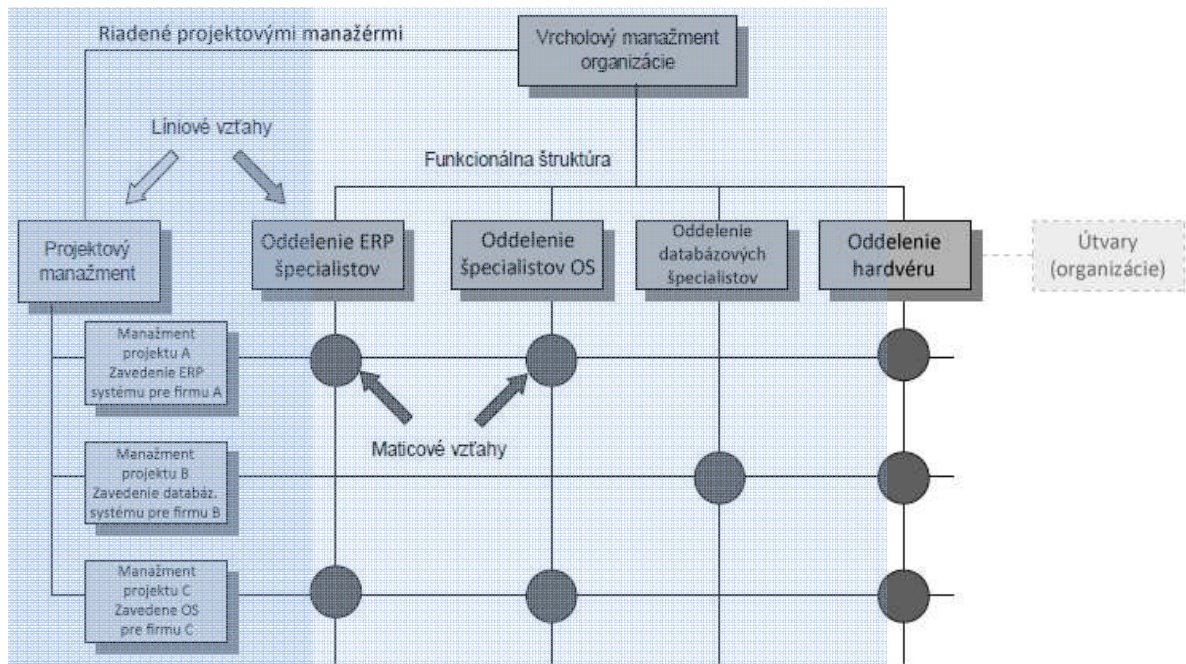 Riadené projektovými manažérmi
Vrcholový manažment
organizácie
Líniové vzťahy
Funkcionálna štruktúra
Projektový
manažment
Oddelenie ERP
špecialistov
Oddelenie
špecialistov OS
Oddelenie
databázových
špecialistov
Oddelenie
hardvéru
Útvary
(organizácie)
Manažment
projektu A
Zavedenie ERP
systému pre firmu A
Maticové vzťahy
Manažment
projektu B
Zavedenie databáz.
systému pre firmu B
Manažment
projektu C
Zavedene OS
pre firmu C